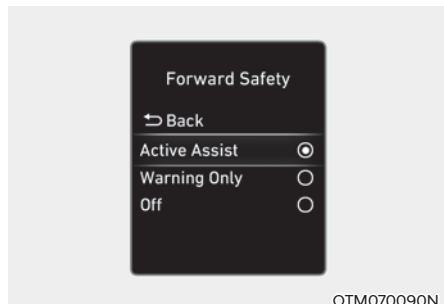 Forward Safety
Back
Active Assist
Warning Only
Off
OTM070090N